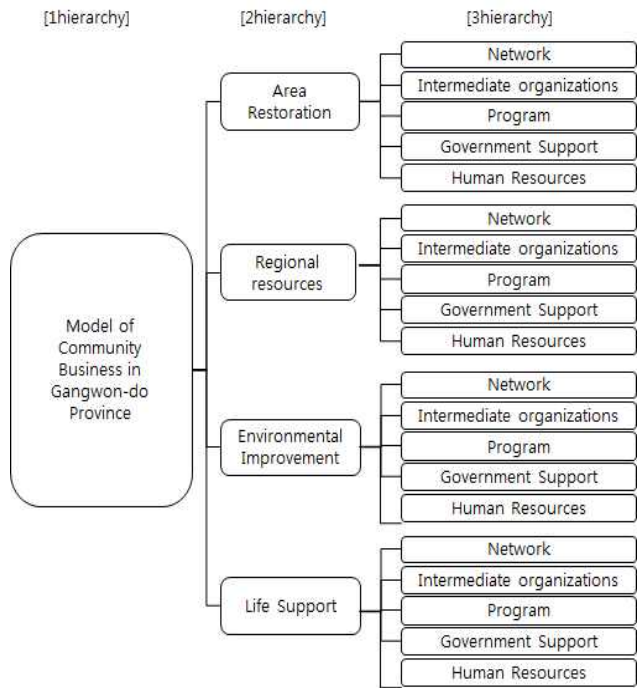 [1hierarchy] [2hierarchy] [3hierarchy]
Model of
Community
Business in
Gangwon-do
Province
Area
Restoration
Network
Intermediate organizations
Program
Government Support
Human Resources
Regional
resources
Network
Intermediate organizations
Program
Government Support
Human Resources
Environmental
Improvement
Network
Intermediate organizations
Program
Government Support
Human Resources
Life Support
Network
Intermediate organizations
Program
Government Support
Human Resources